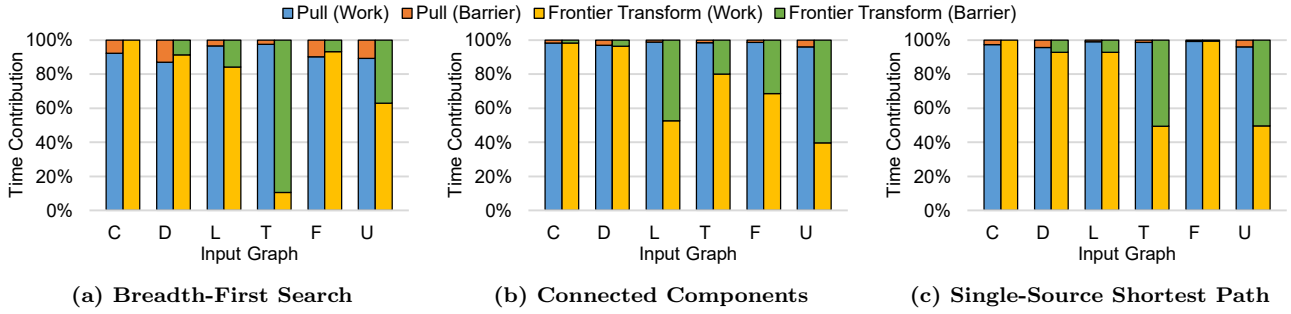 Pull (Work) Pull (Barrier) Frontier Transform (Work) Frontier Transform (Barrier)
Time Contribution
100%
80%
60%
40%
20%
0%
C D L T F U
Input Graph
(a) Breadth-First Search
Time Contribution
100%
80%
60%
40%
20%
0%
C D L T F U
Input Graph
(b) Connected Components
Time Contribution
100%
80%
60%
40%
20%
0%
C D L T F U
Input Graph
(c) Single-Source Shortest Path